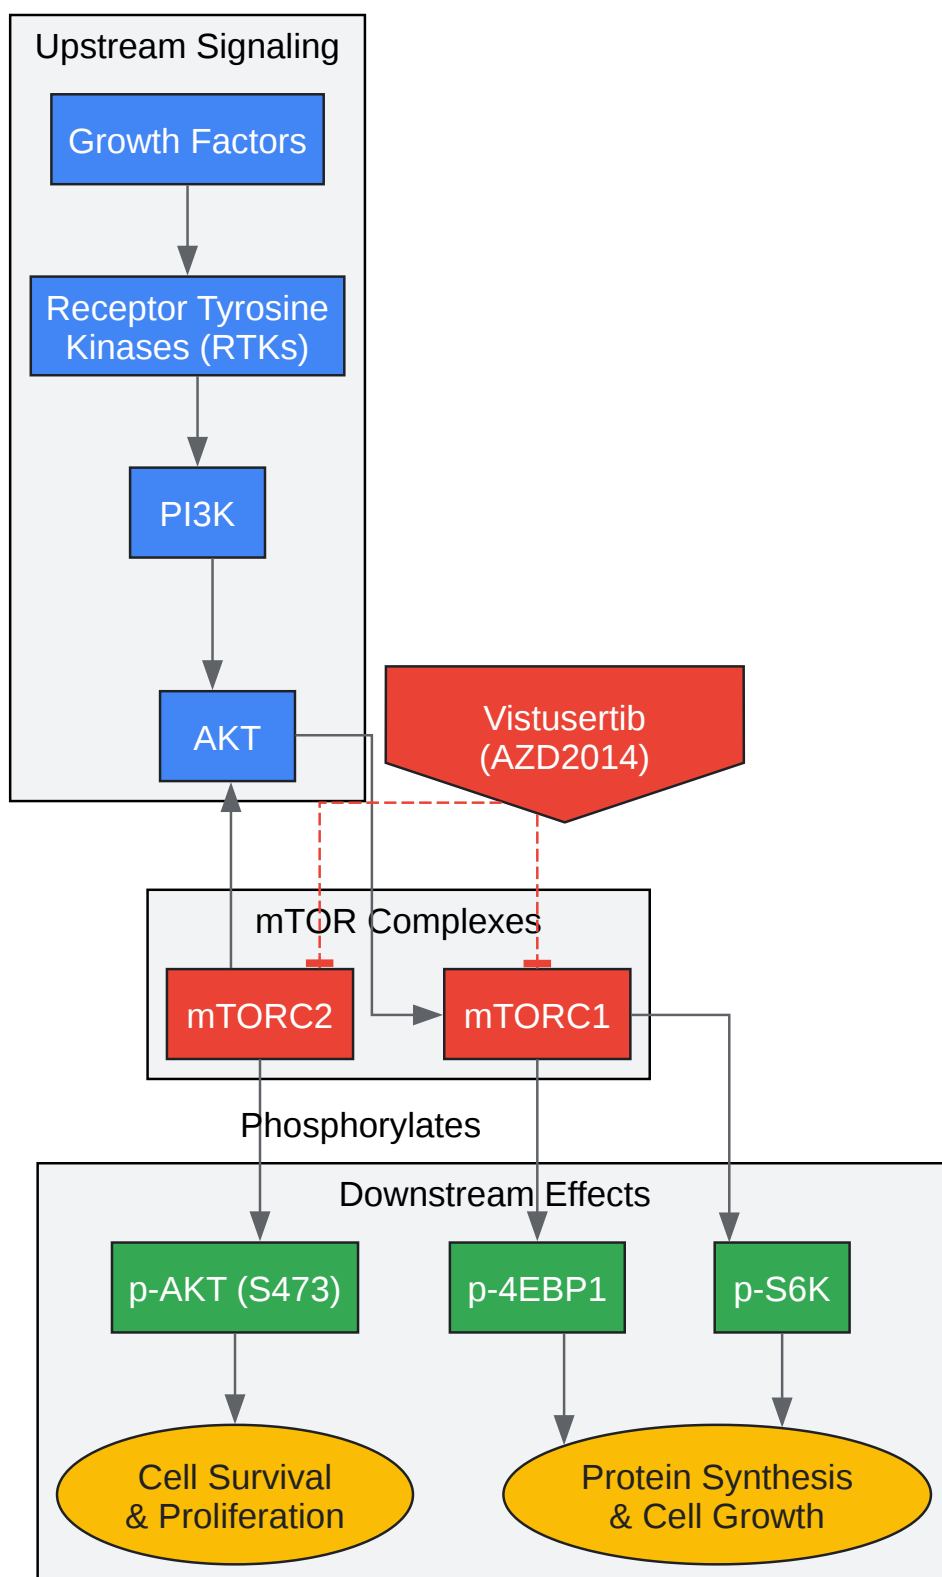 Upstream Signaling
Growth Factors
Receptor Tyrosine
Kinases (RTKs)
PI3K
AKT
Vistusertib
(AZD2014)
mTOR Complexes
mTORC2
mTORC1
Phosphorylates
Downstream Effects
p-AKT (S473)
p-4EBP1
p-S6K
Cell Survival
& Proliferation
Protein Synthesis
& Cell Growth